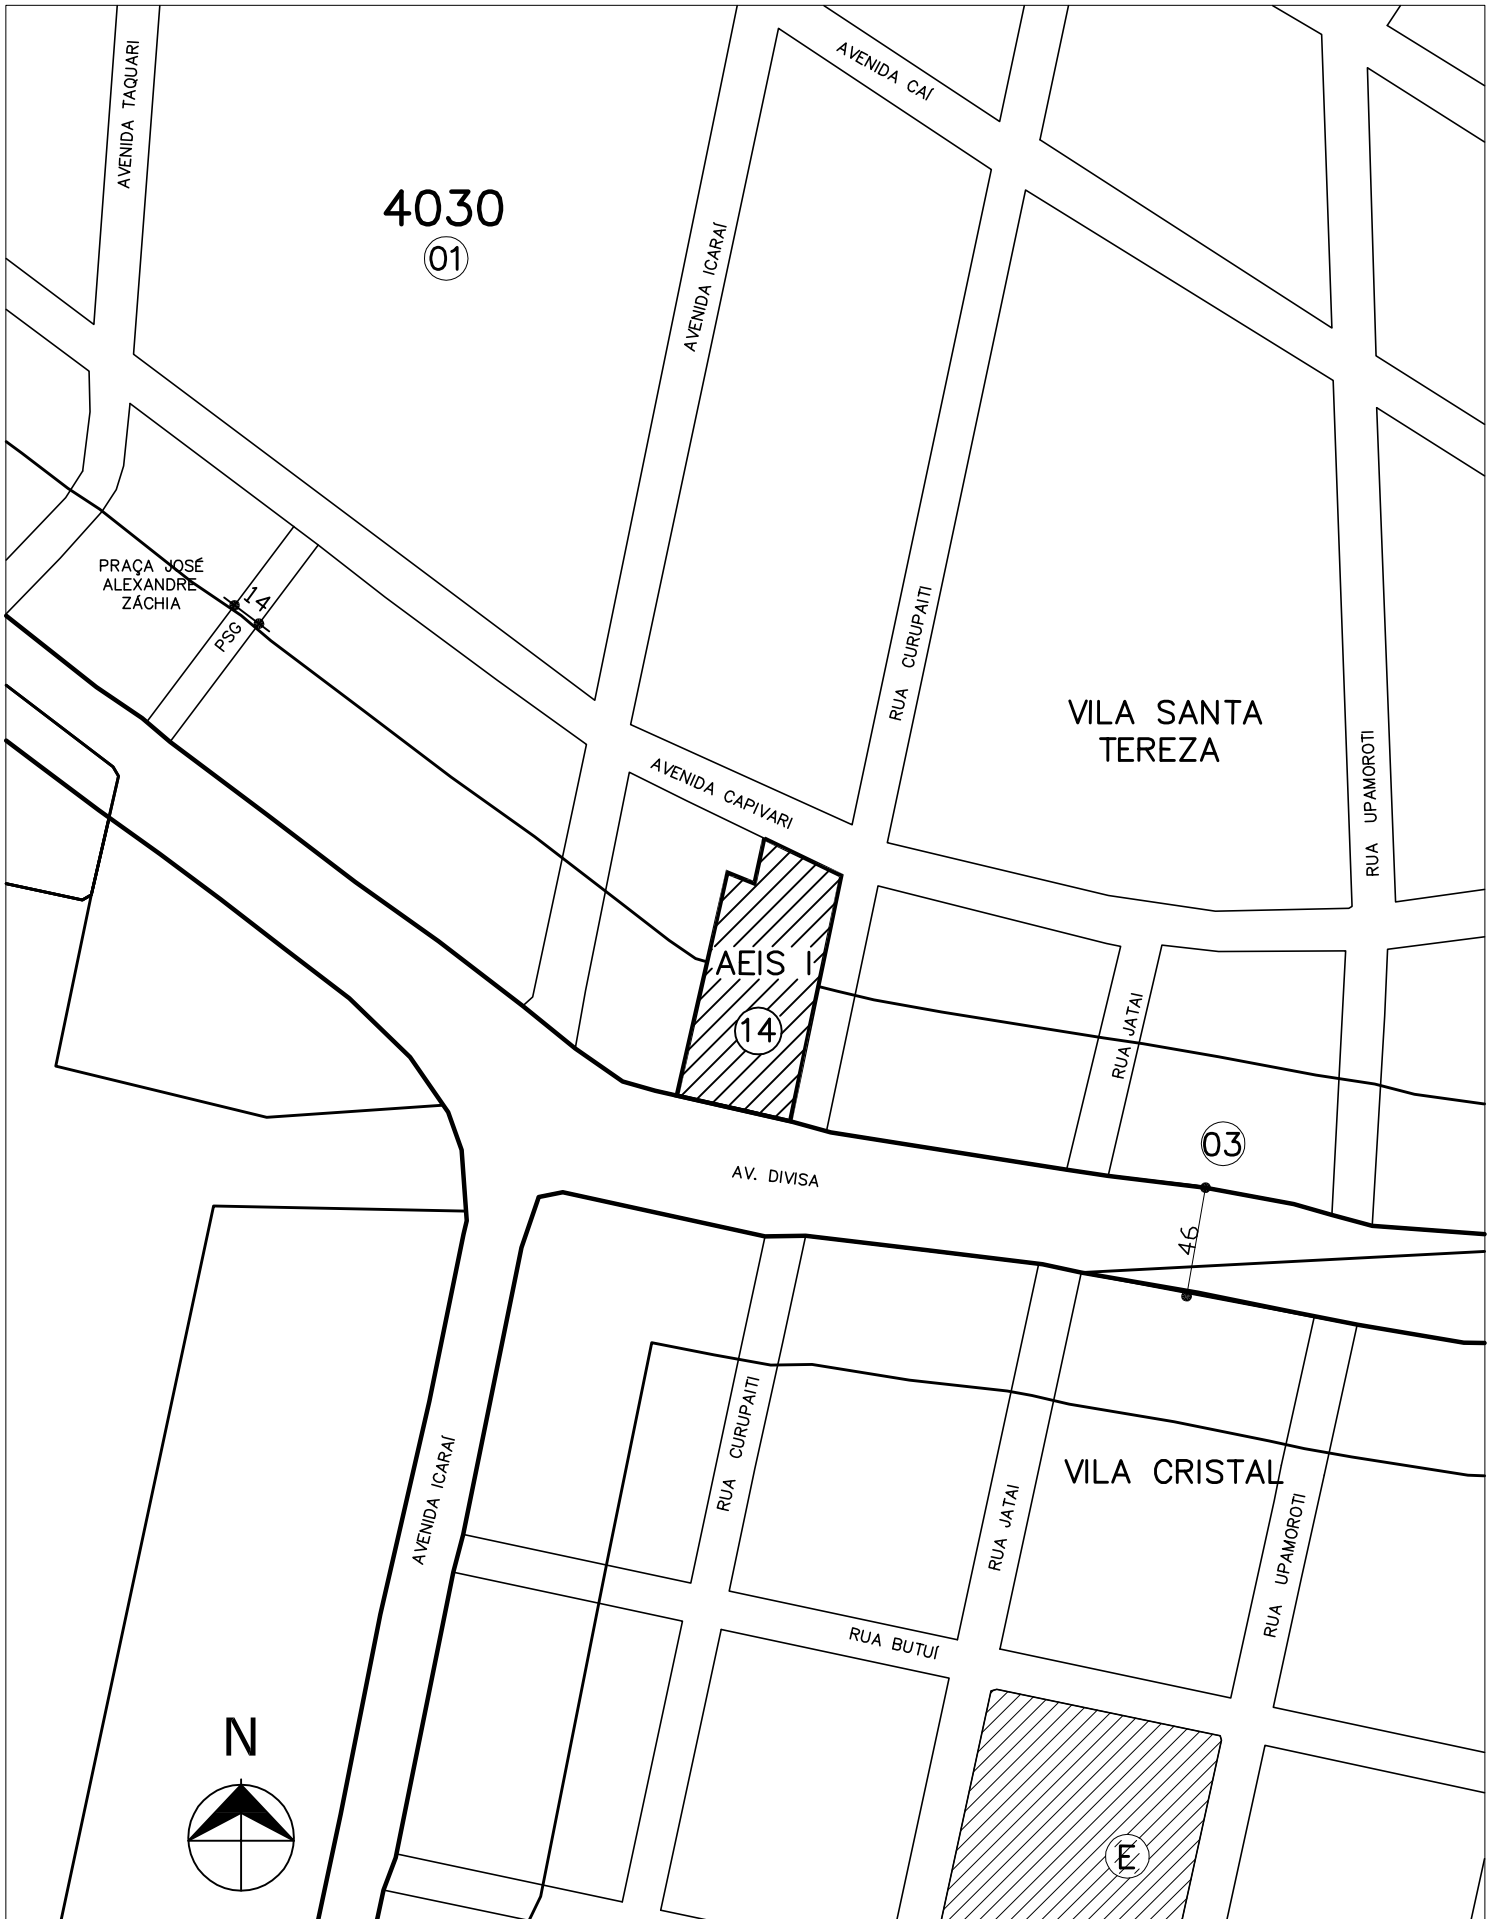 AVENIDA TAQUARI
AVENIDA CAÍ
4030
01
AVENIDA ICARAÍ
PRAÇA JOSÉ
ALEXANDRE
ZÁCHIA
14
PSG
RUA CURUPAITI
VILA SANTA
TEREZA
RUA UPAMOROTI
AVENIDA CAPIVARI
AEIS I
14
RUA JATAI
03
AV. DIVISA
46
RUA CURUPAITI
VILA CRISTAL
AVENIDA ICARAÍ
RUA JATAI
RUA UPAMOROTI
RUA BUTUÍ
N
E